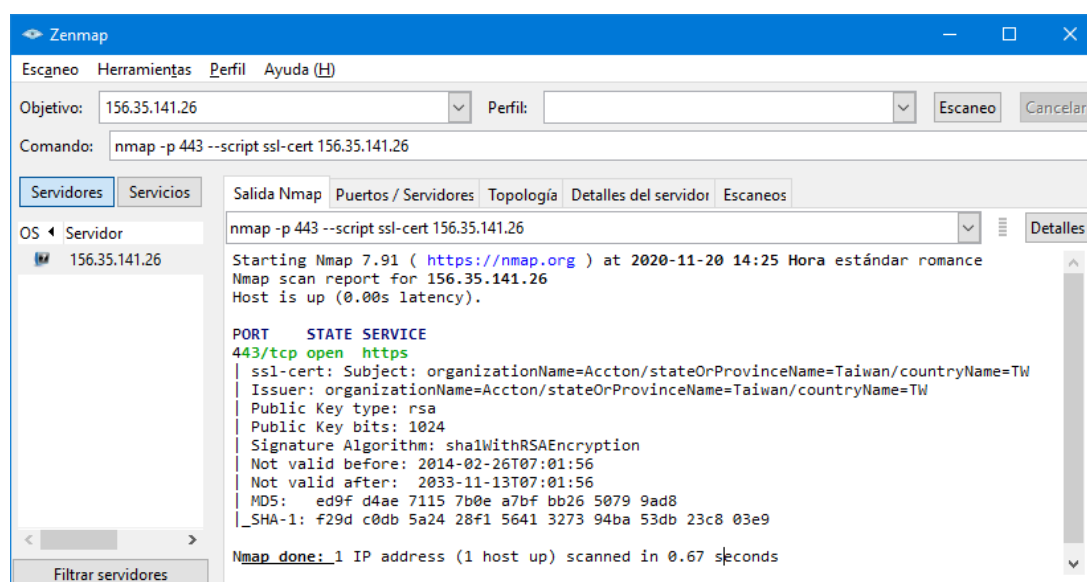 Zenmap
Escaneo Herramientas Perfil Ayuda (H)
Objetivo: 156.35.141.26 Perfil: Escaneo Cancelar
Comando: nmap -p 443 --script ssl-cert 156.35.141.26
Servidores Servicios Salida Nmap Puertos / Servidores Topología Detalles del servidor Escaneos
nmap -p 443 --script ssl-cert 156.35.141.26 Detalles
OS Servidor
156.35.141.26
Starting Nmap 7.91 ( https://nmap.org ) at 2020-11-20 14:25 Hora estándar romance
Nmap scan report for 156.35.141.26
Host is up (0.00s latency).
PORT STATE SERVICE
443/tcp open https
| ssl-cert: Subject: organizationName=Accton/stateOrProvinceName=Taiwan/countryName=TW
| Issuer: organizationName=Accton/stateOrProvinceName=Taiwan/countryName=TW
| Public Key type: rsa
| Public Key bits: 1024
| Signature Algorithm: sha1WithRSAEncryption
| Not valid before: 2014-02-26T07:01:56
| Not valid after: 2033-11-13T07:01:56
| MD5: ed9f d4ae 7115 7b0e a7bf bb26 5079 9ad8
|_SHA-1: f29d c0db 5a24 28f1 5641 3273 94ba 53db 23c8 03e9
Nmap done: 1 IP address (1 host up) scanned in 0.67 seconds
Filtrar servidores